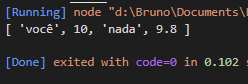 [Running] node "d:\Bruno\Documents\
[ 'você', 10, 'nada', 9.8 ]
[Done] exited with code=0 in 0.102